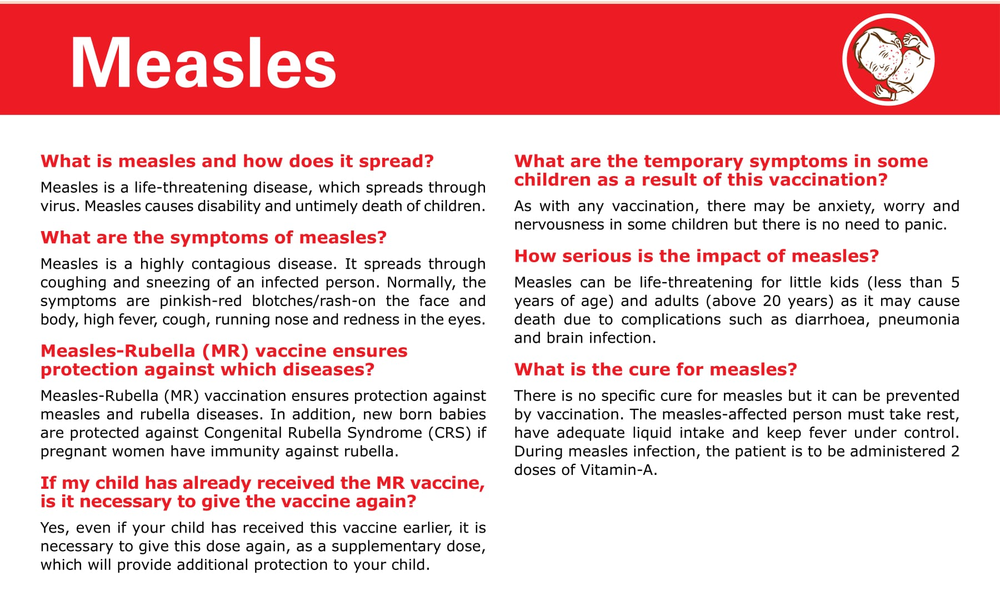 Measles
What is measles and how does it spread?
Measles is a life-threatening disease, which spreads through
virus. Measles causes disability and untimely death of children.
What are the symptoms of measles?
Measles is a highly contagious disease. It spreads through
coughing and sneezing of an infected person. Normally, the
symptoms are pinkish-red blotches/rash-on the face and
body, high fever, cough, running nose and redness in the eyes.
Measles-Rubella (MR) vaccine ensures
protection against which diseases?
Measles-Rubella (MR) vaccination ensures protection against
measles and rubella diseases. In addition, new born babies
are protected against Congenital Rubella Syndrome (CRS) if
pregnant women have immunity against rubella.
If my child has already received the MR vaccine,
is it necessary to give the vaccine again?
Yes, even if your child has received this vaccine earlier, it is
necessary to give this dose again, as a supplementary dose,
which will provide additional protection to your child.
What are the temporary symptoms in some
children as a result of this vaccination?
As with any vaccination, there may be anxiety, worry and
nervousness in some children but there is no need to panic.
How serious is the impact of measles?
Measles can be life-threatening for little kids (less than 5
years of age) and adults (above 20 years) as it may cause
death due to complications such as diarrhoea, pneumonia
and brain infection.
What is the cure for measles?
There is no specific cure for measles but it can be prevented
by vaccination. The measles-affected person must take rest,
have adequate liquid intake and keep fever under control.
During measles infection, the patient is to be administered 2
doses of Vitamin-A.